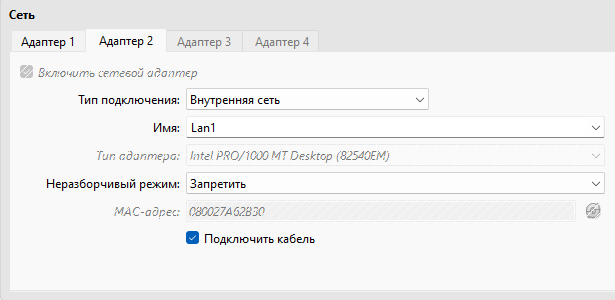 Сеть
Адаптер 1 Адаптер 2 Адаптер 3 Адаптер 4
Включить сетевой адаптер
Тип подключения: Внутренняя сеть
Имя: Lan1
Тип адаптера: Intel PRO/1000 MT Desktop (82540EM)
Неразборчивый режим: Запретить
MAC-адрес: 080027A62B30
Подключить кабель